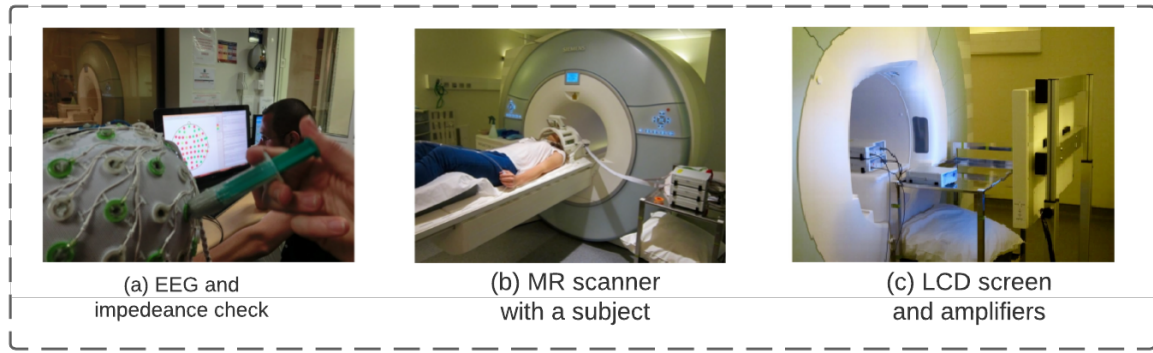 (a) EEG and
impedeance check
(b) MR scanner
with a subject
(c) LCD screen
and amplifiers